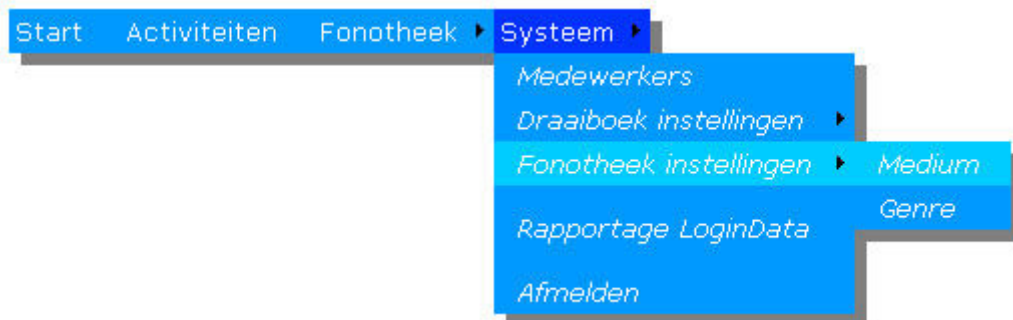 Start Activiteiten Fonotheek Systeem
Medewerkers
Draaiboek instellingen
Fonotheek instellingen Medium
Genre
Rapportage LoginData
Afmelden